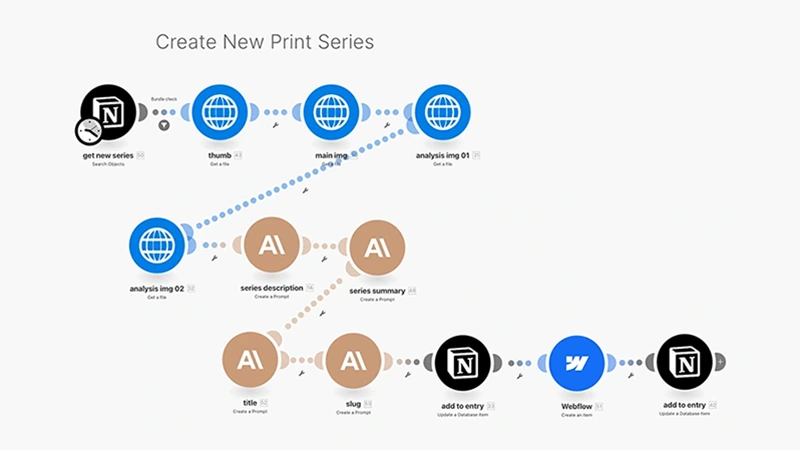 Create New Print Series
Bundle check
get new series
Search Objects
thumb
Get a file
main img
Get a file
analysis img 01
Get a file
analysis img 02
Get a file
series description
Create a Prompt
series summary
Create a Prompt
title
Create a Prompt
slug
Create a Prompt
add to entry
Update a Database Item
Webflow
Create an Item
add to entry
Update a Database Item